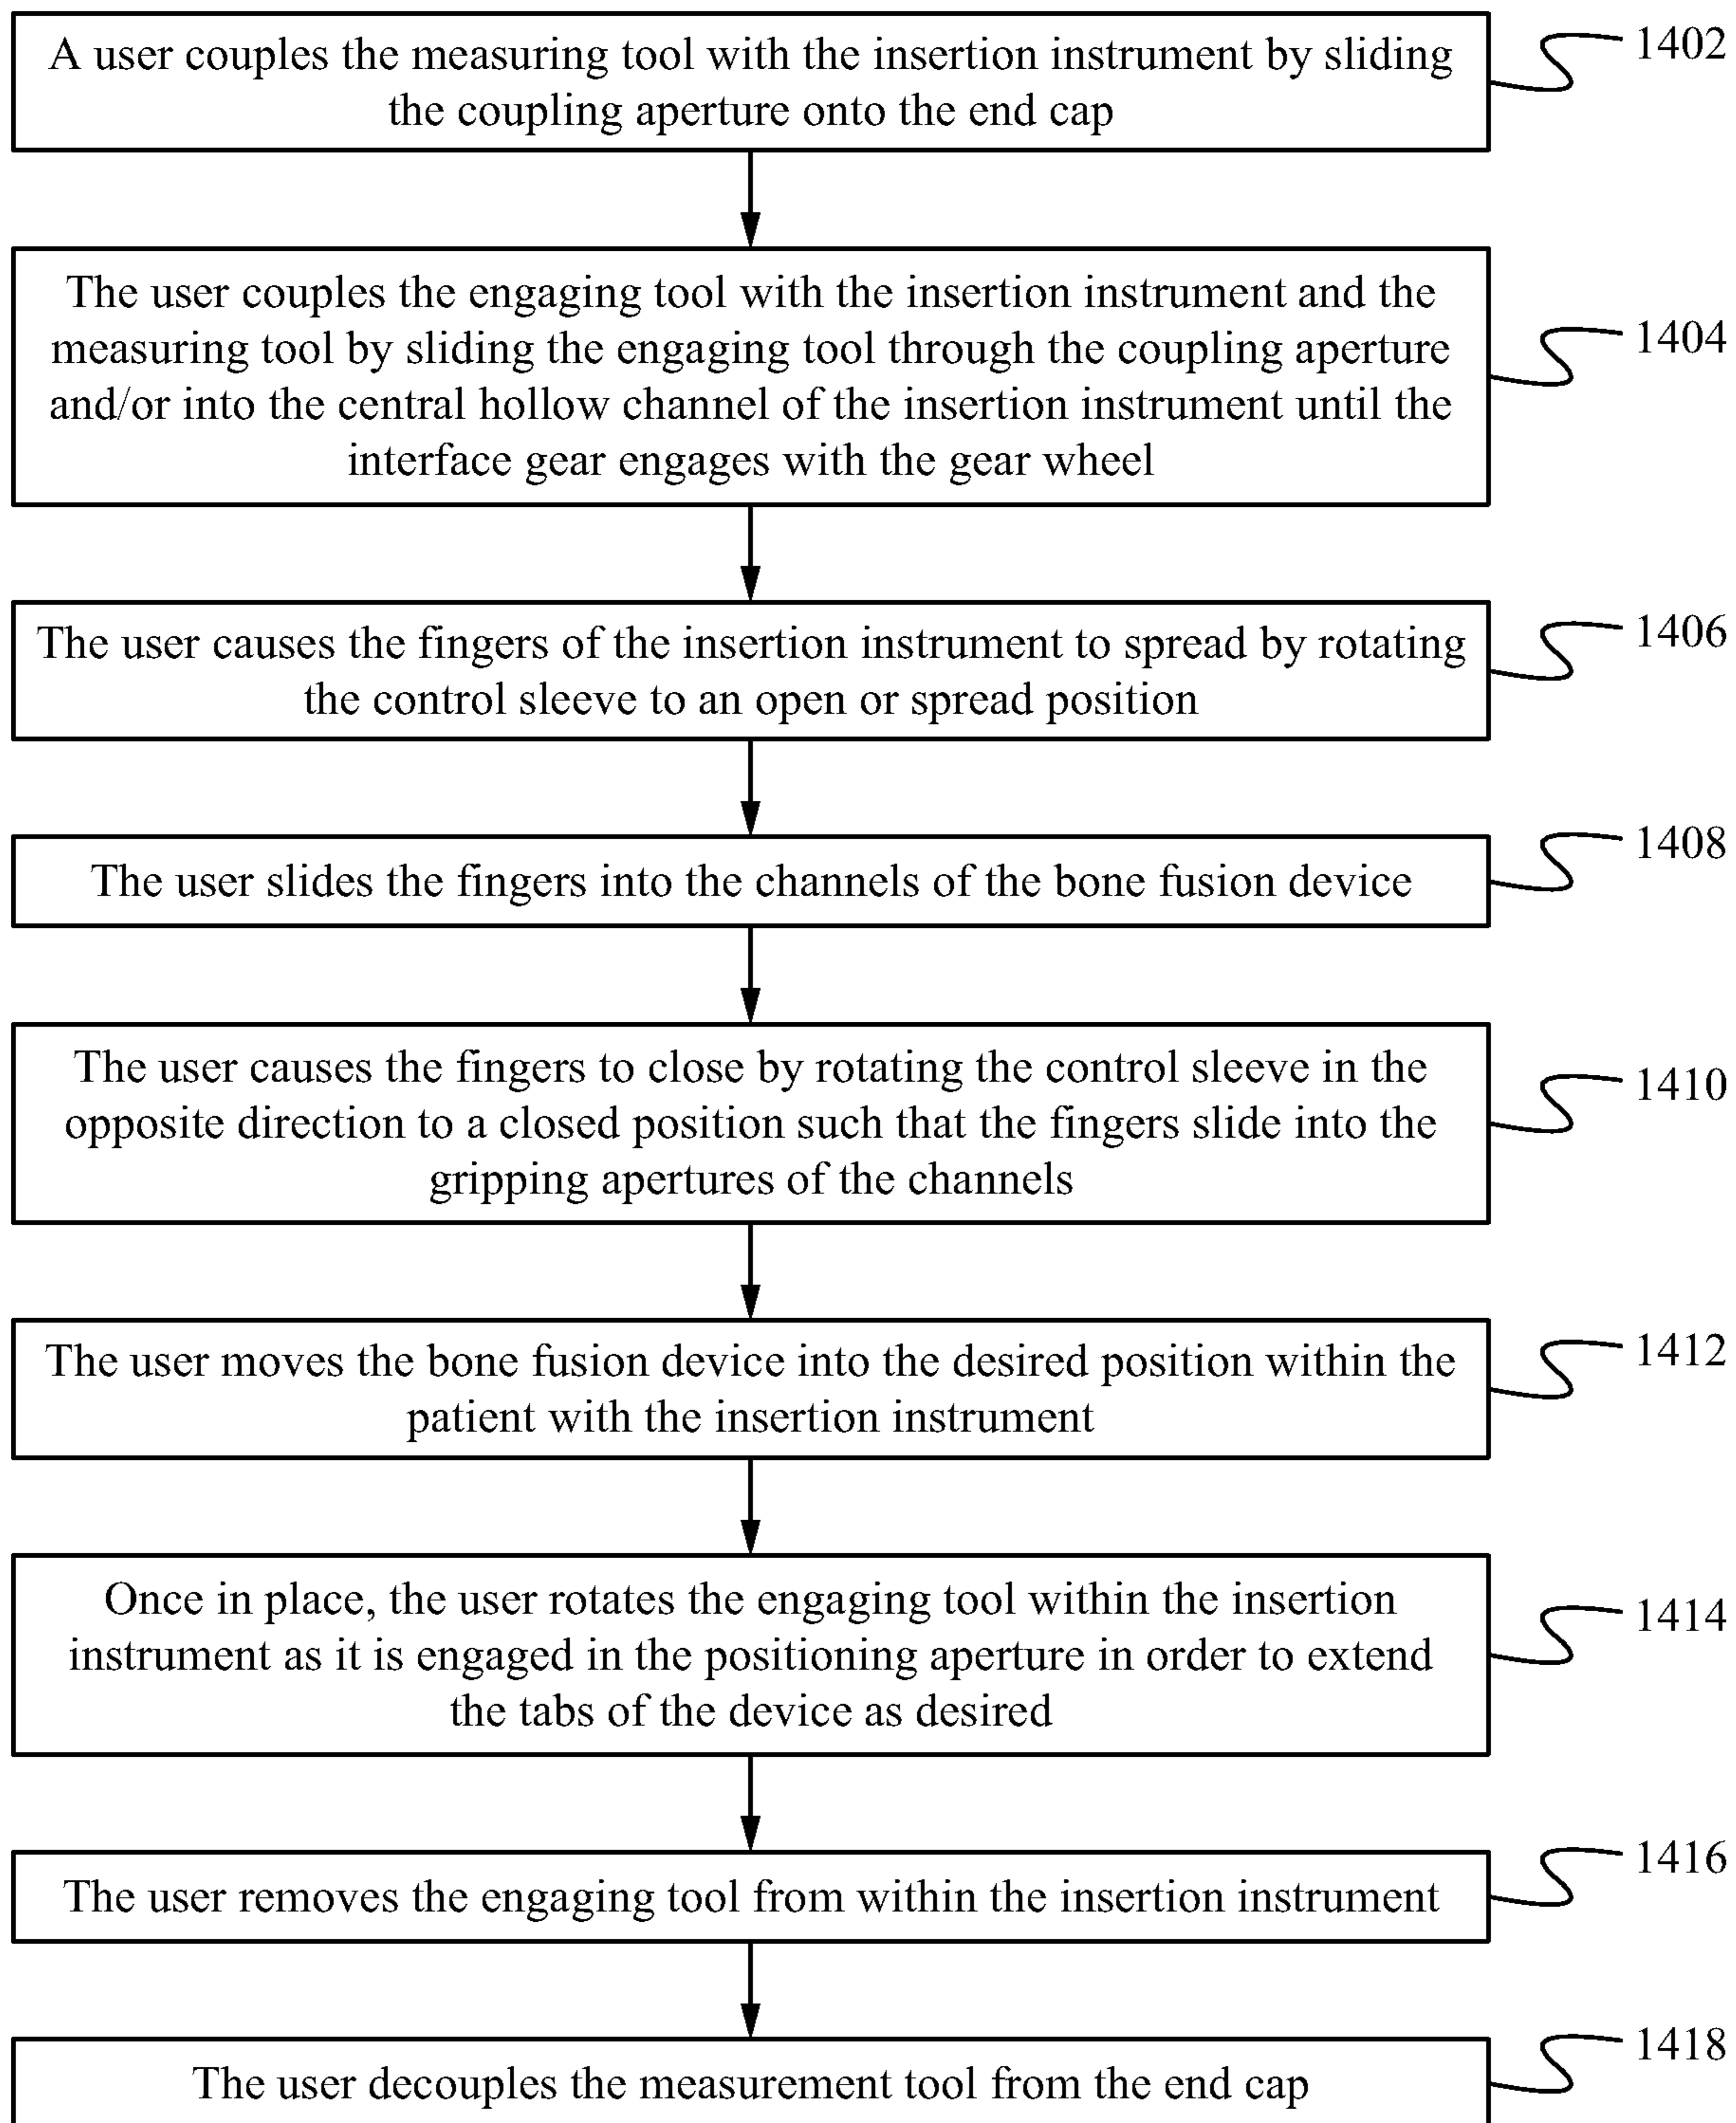 A user couples the measuring tool with the insertion instrument by sliding
the coupling aperture onto the end cap
1402
The user couples the engaging tool with the insertion instrument and the
measuring tool by sliding the engaging tool through the coupling aperture
and/or into the central hollow channel of the insertion instrument until the
interface gear engages with the gear wheel
1404
The user causes the fingers of the insertion instrument to spread by rotating
the control sleeve to an open or spread position
1406
The user slides the fingers into the channels of the bone fusion device
1408
The user causes the fingers to close by rotating the control sleeve in the
opposite direction to a closed position such that the fingers slide into the
gripping apertures of the channels
1410
The user moves the bone fusion device into the desired position within the
patient with the insertion instrument
1412
Once in place, the user rotates the engaging tool within the insertion
instrument as it is engaged in the positioning aperture in order to extend
the tabs of the device as desired
1414
The user removes the engaging tool from within the insertion instrument
1416
The user decouples the measurement tool from the end cap
1418